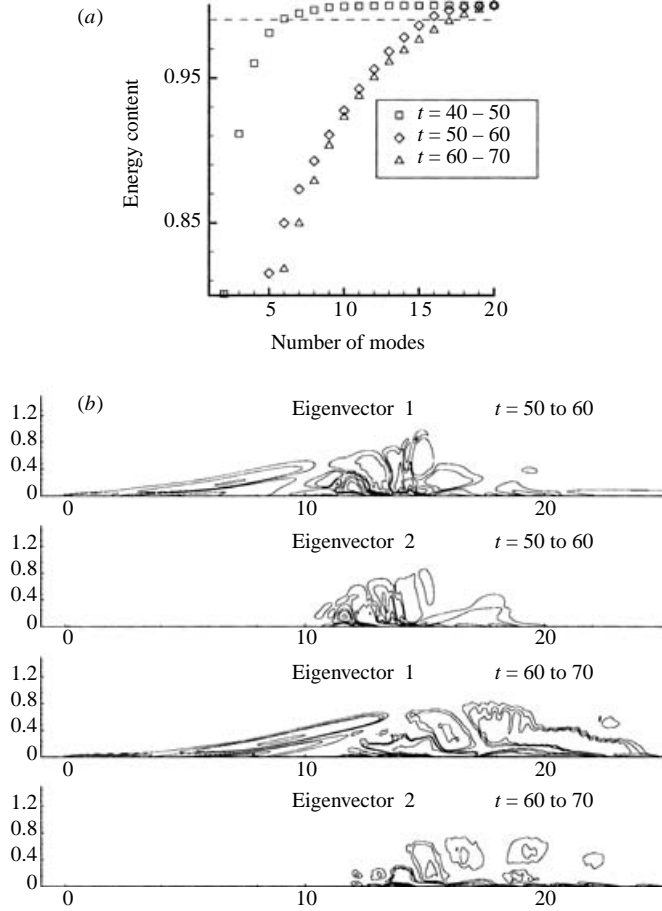 (a)
Energy content
0.95
0.85
t = 40 – 50
t = 50 – 60
t = 60 – 70
5 10 15 20
Number of modes
(b)
Eigenvector 1 t = 50 to 60
1.2
0.8
0.4
0
0 10 20
Eigenvector 2 t = 50 to 60
1.2
0.8
0.4
0
0 10 20
Eigenvector 1 t = 60 to 70
1.2
0.8
0.4
0
0 10 20
Eigenvector 2 t = 60 to 70
1.2
0.8
0.4
0
0 10 20